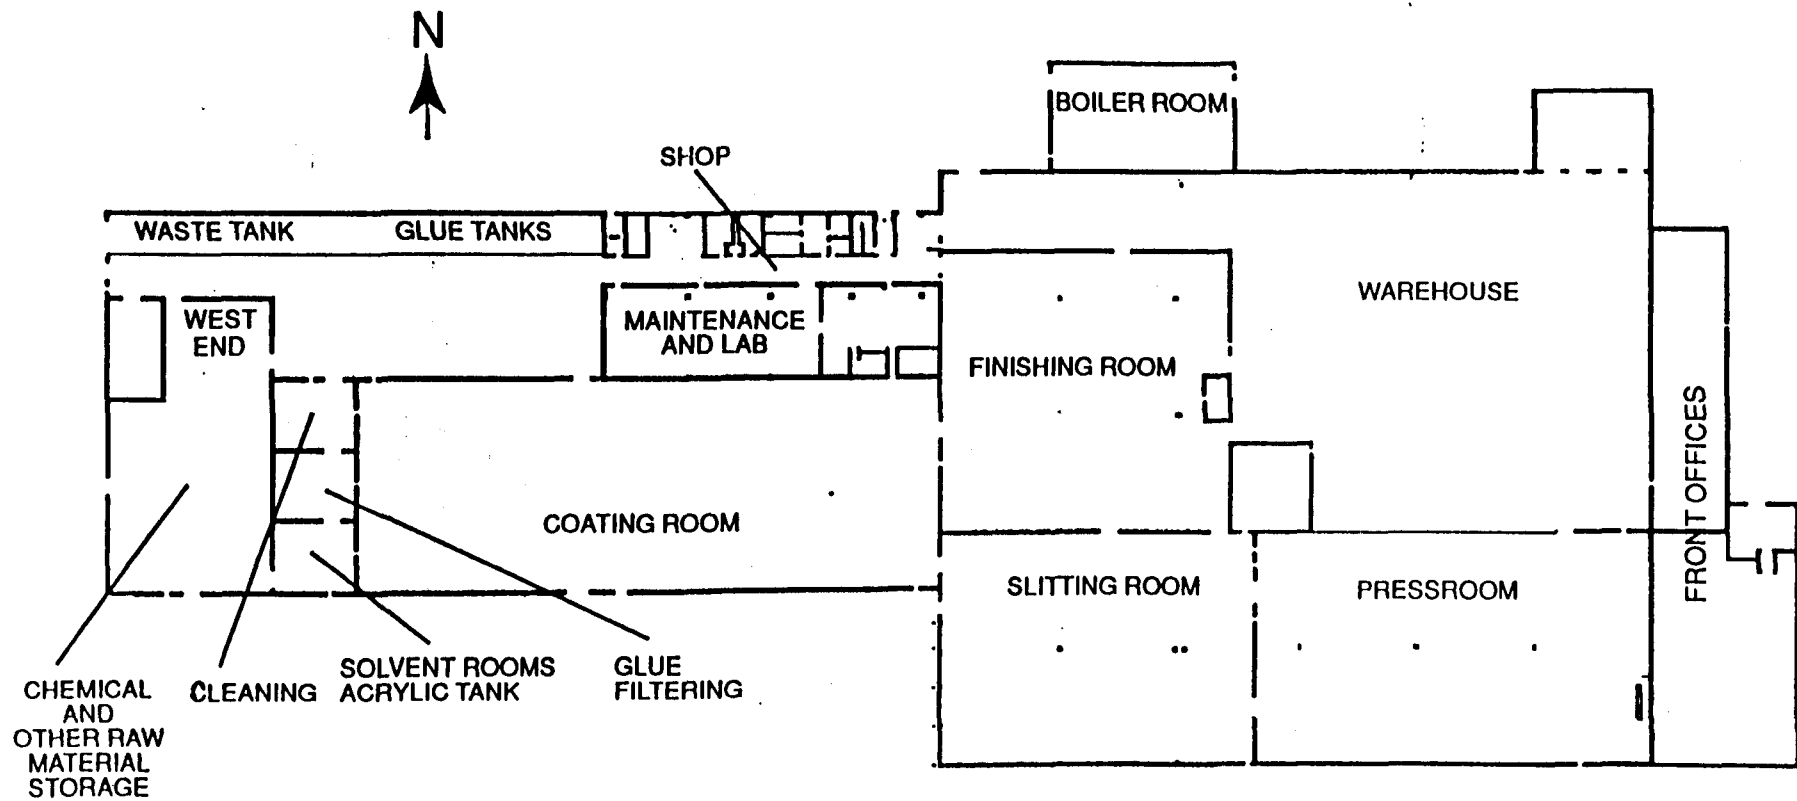 N
BOILER ROOM
SHOP
WASTE TANK
GLUE TANKS
WEST
END
MAINTENANCE
AND LAB
WAREHOUSE
FINISHING ROOM
FRONT OFFICES
COATING ROOM
SLITTING ROOM
PRESSROOM
CHEMICAL
AND
OTHER RAW
MATERIAL
STORAGE
CLEANING
SOLVENT ROOMS
ACRYLIC TANK
GLUE
FILTERING